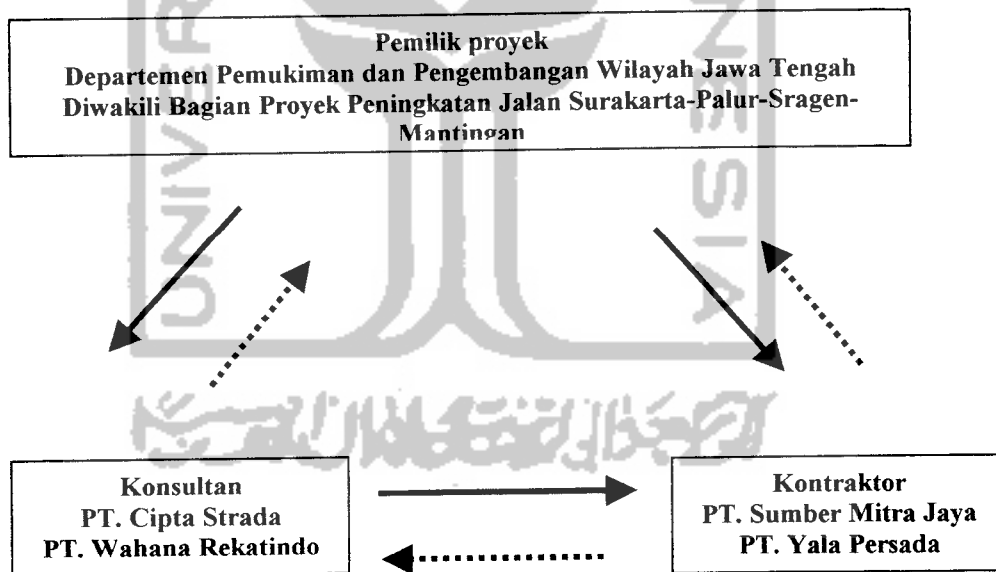 Pemilik proyek
Departemen Pemukiman dan Pengembangan Wilayah Jawa Tengah
Diwakili Bagian Proyek Peningkatan Jalan Surakarta-Palur-Sragen-
Mantingan
Konsultan
PT. Cipta Strada
PT. Wahana Rekatindo
Kontraktor
PT. Sumber Mitra Jaya
PT. Yala Persada